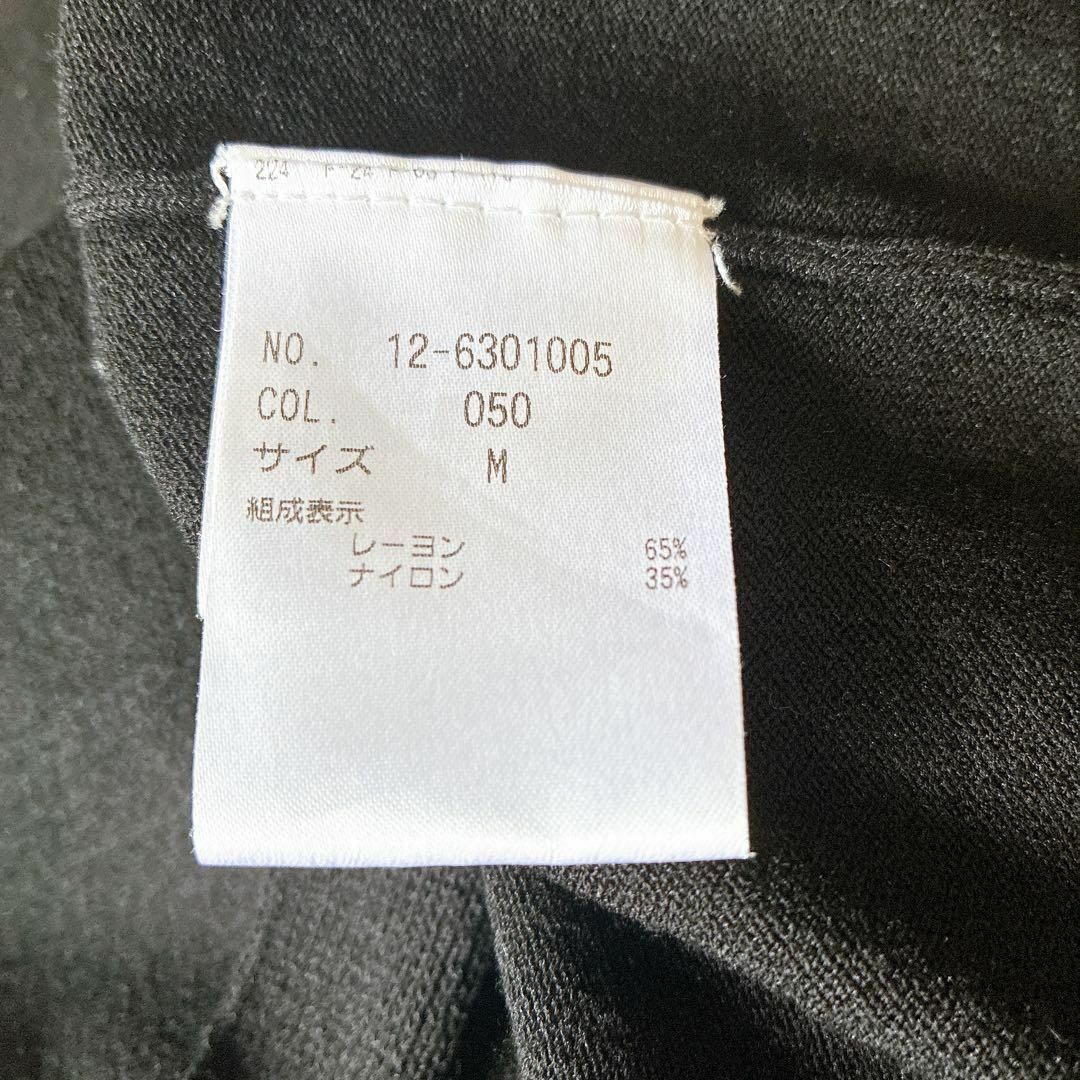 224
NO. 12-6301005
COL. 050
サイズ M
組成表示
レーヨン 65%
ナイロン 35%